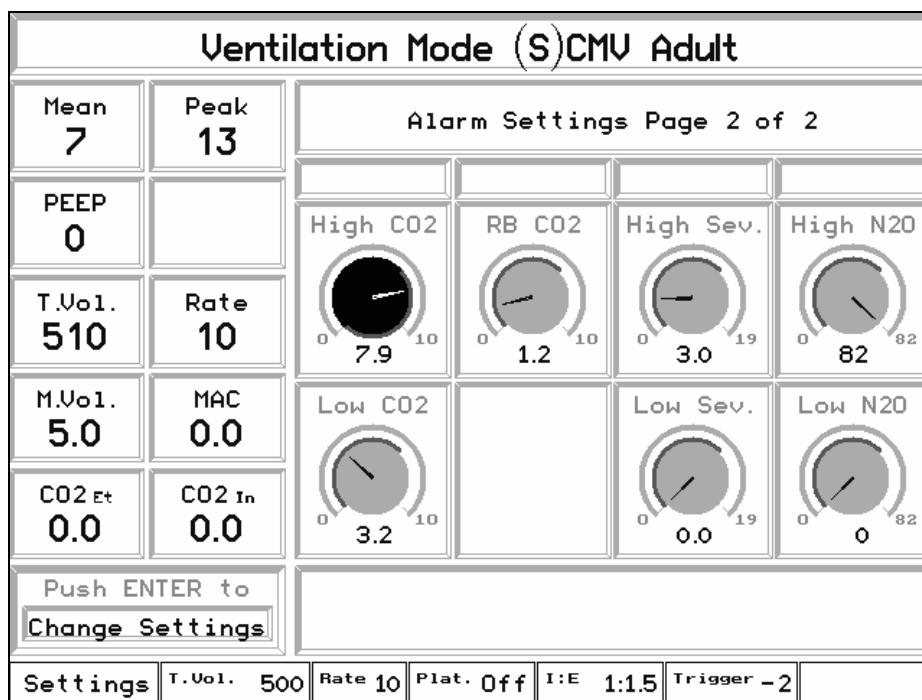 Ventilation Mode (S)CMV Adult
Mean
7
Peak
13
PEEP
0
T.Vol.
510
Rate
10
M.Vol.
5.0
MAC
0.0
CO2 Et
0.0
CO2 In
0.0
Push ENTER to
Change Settings
Alarm Settings Page 2 of 2
High CO2
0 10
7.9
RB CO2
0 10
1.2
High Sev.
0 19
3.0
High N2O
0 82
82
Low CO2
0 10
3.2
Low Sev.
0 19
0.0
Low N2O
0 82
0
Settings T.Vol. 500 Rate 10 Plat. Off I:E 1:1.5 Trigger -2